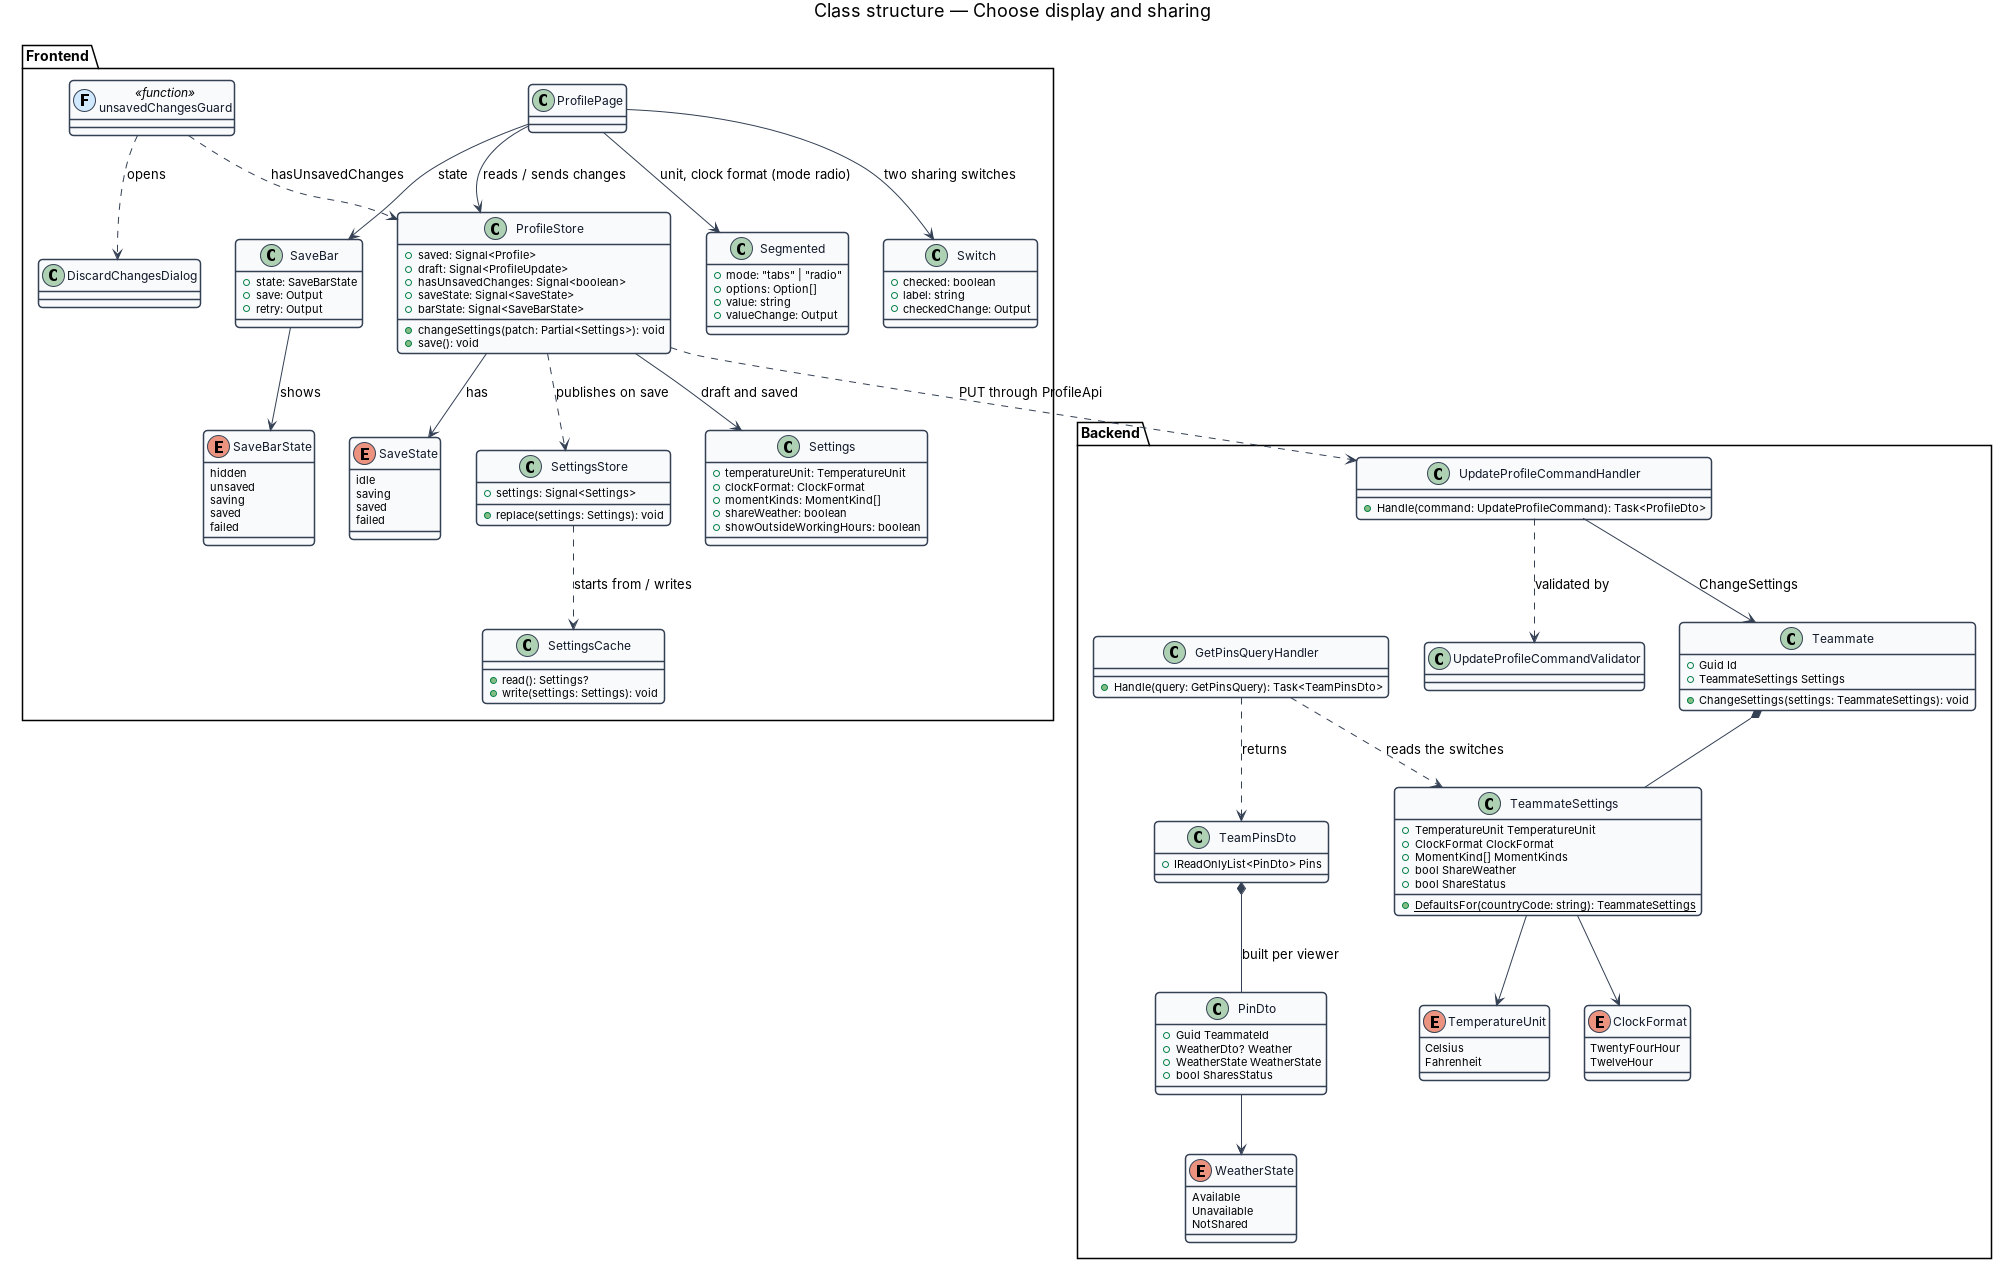 Class structure — Choose display and sharing
Frontend
F
«function»
unsavedChangesGuard
C ProfilePage
opens
hasUnsavedChanges
state
reads / sends changes
unit, clock format (mode radio)
two sharing switches
C DiscardChangesDialog
C SaveBar
state: SaveBarState
save: Output
retry: Output
C ProfileStore
saved: Signal<Profile>
draft: Signal<ProfileUpdate>
hasUnsavedChanges: Signal<boolean>
saveState: Signal<SaveState>
barState: Signal<SaveBarState>
changeSettings(patch: Partial<Settings>): void
save(): void
C Segmented
mode: "tabs" | "radio"
options: Option[]
value: string
valueChange: Output
C Switch
checked: boolean
label: string
checkedChange: Output
shows
has
publishes on save
draft and saved
PUT through ProfileApi
E SaveBarState
hidden
unsaved
saving
saved
failed
E SaveState
idle
saving
saved
failed
C SettingsStore
settings: Signal<Settings>
replace(settings: Settings): void
C Settings
temperatureUnit: TemperatureUnit
clockFormat: ClockFormat
momentKinds: MomentKind[]
shareWeather: boolean
showOutsideWorkingHours: boolean
starts from / writes
C SettingsCache
read(): Settings?
write(settings: Settings): void
Backend
C UpdateProfileCommandHandler
Handle(command: UpdateProfileCommand): Task<ProfileDto>
validated by
ChangeSettings
C GetPinsQueryHandler
Handle(query: GetPinsQuery): Task<TeamPinsDto>
C UpdateProfileCommandValidator
C Teammate
Guid Id
TeammateSettings Settings
ChangeSettings(settings: TeammateSettings): void
returns
reads the switches
C TeamPinsDto
IReadOnlyList<PinDto> Pins
C TeammateSettings
TemperatureUnit TemperatureUnit
ClockFormat ClockFormat
MomentKind[] MomentKinds
bool ShareWeather
bool ShareStatus
DefaultsFor(countryCode: string): TeammateSettings
built per viewer
C PinDto
Guid TeammateId
WeatherDto? Weather
WeatherState WeatherState
bool SharesStatus
E TemperatureUnit
Celsius
Fahrenheit
E ClockFormat
TwentyFourHour
TwelveHour
E WeatherState
Available
Unavailable
NotShared